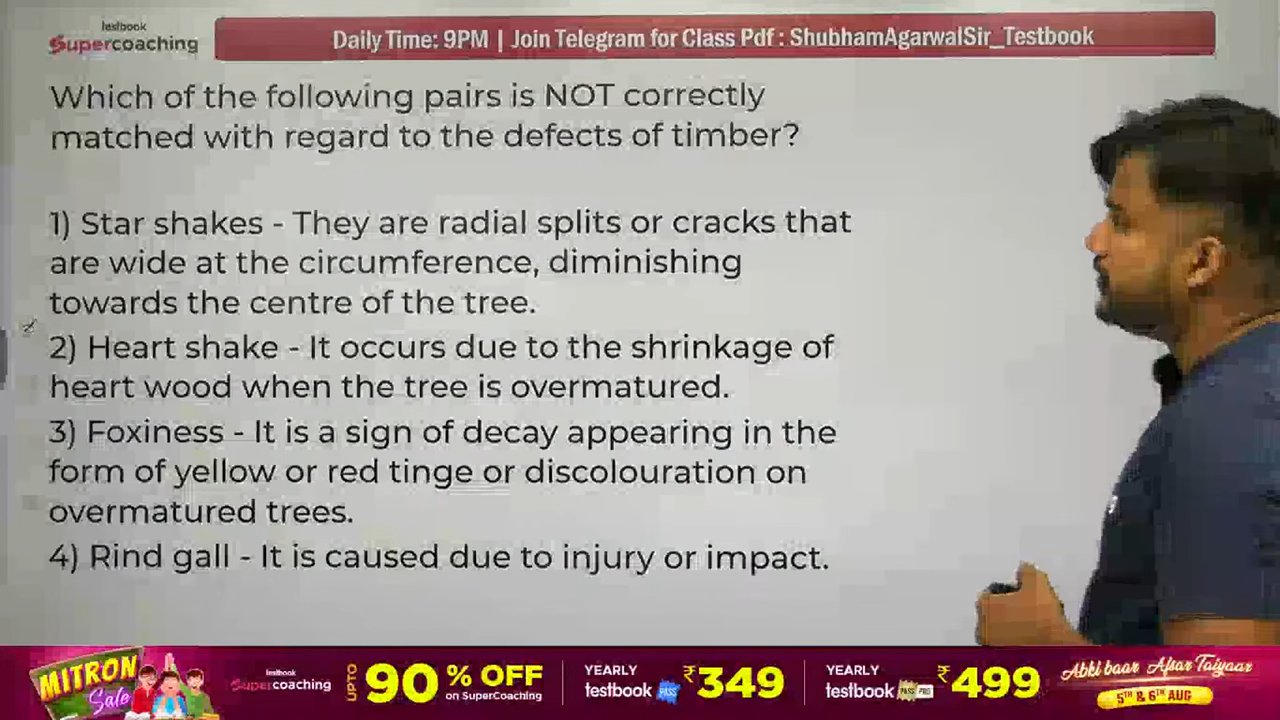 testbook
Supercoaching
Daily Time: 9PM | Join Telegram for Class Pdf : ShubhamAgarwalSir_Testbook
Which of the following pairs is NOT correctly
matched with regard to the defects of timber?
1) Star shakes - They are radial splits or cracks that
are wide at the circumference, diminishing
towards the centre of the tree.
2) Heart shake - It occurs due to the shrinkage of
heart wood when the tree is overmatured.
3) Foxiness - It is a sign of decay appearing in the
form of yellow or red tinge or discolouration on
overmatured trees.
4) Rind gall - It is caused due to injury or impact.
MITRON
Sale
testbook
Supercoaching
UPTO
90 % OFF
on SuperCoaching
YEARLY
testbook PASS
₹349
YEARLY
testbook PASS PRO
₹499
Abki baar Afsar Taiyaar
5TH & 6TH AUG